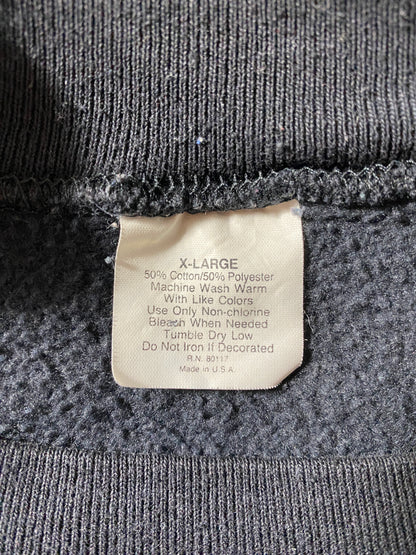 X-LARGE
50% Cotton/50% Polyester
Machine Wash Warm
With Like Colors
Use Only Non-chlorine
Bleach When Needed
Tumble Dry Low
Do Not Iron If Decorated
R.N. 80117
Made in U.S.A.